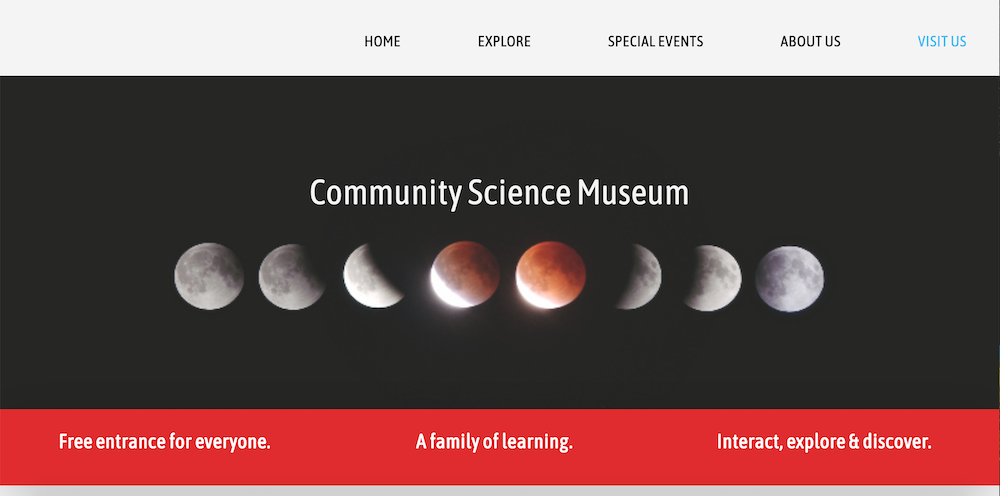 HOME EXPLORE SPECIAL EVENTS ABOUT US VISIT US
Community Science Museum
Free entrance for everyone. A family of learning. Interact, explore & discover.